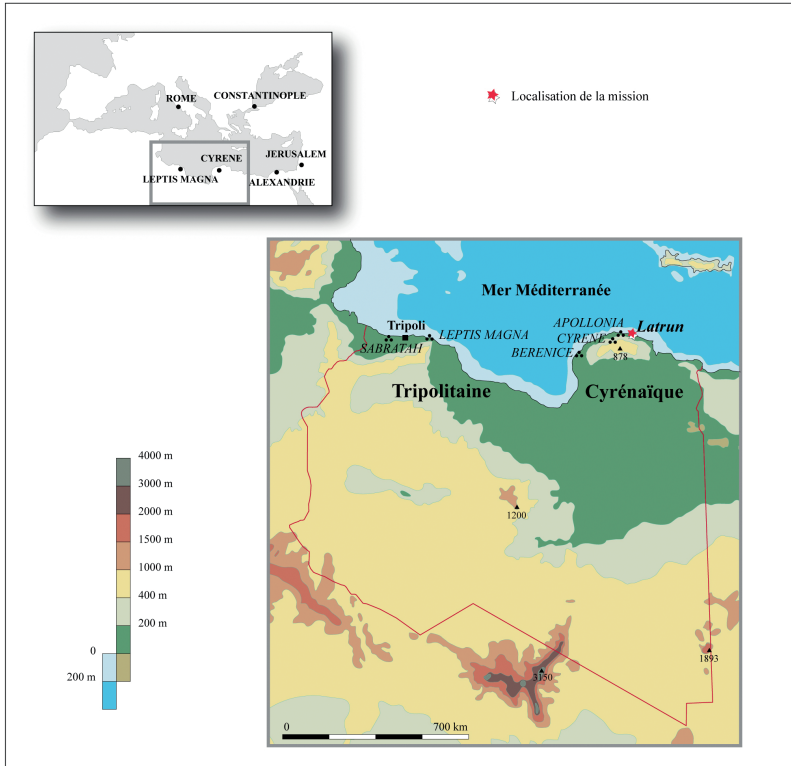 ROME
CONSTANTINOPLE
JERUSALEM
CYRENE
LEPTIS MAGNA
ALEXANDRIE
Localisation de la mission
Mer Méditerranée
Tripoli
SABRATAH
LEPTIS MAGNA
APOLLONIA
Latrun
CYRENE
BERENICE
878
Tripolitaine
Cyrénaïque
1200
1893
3150
4000 m
3000 m
2000 m
1500 m
1000 m
400 m
200 m
0
200 m
0
700 km